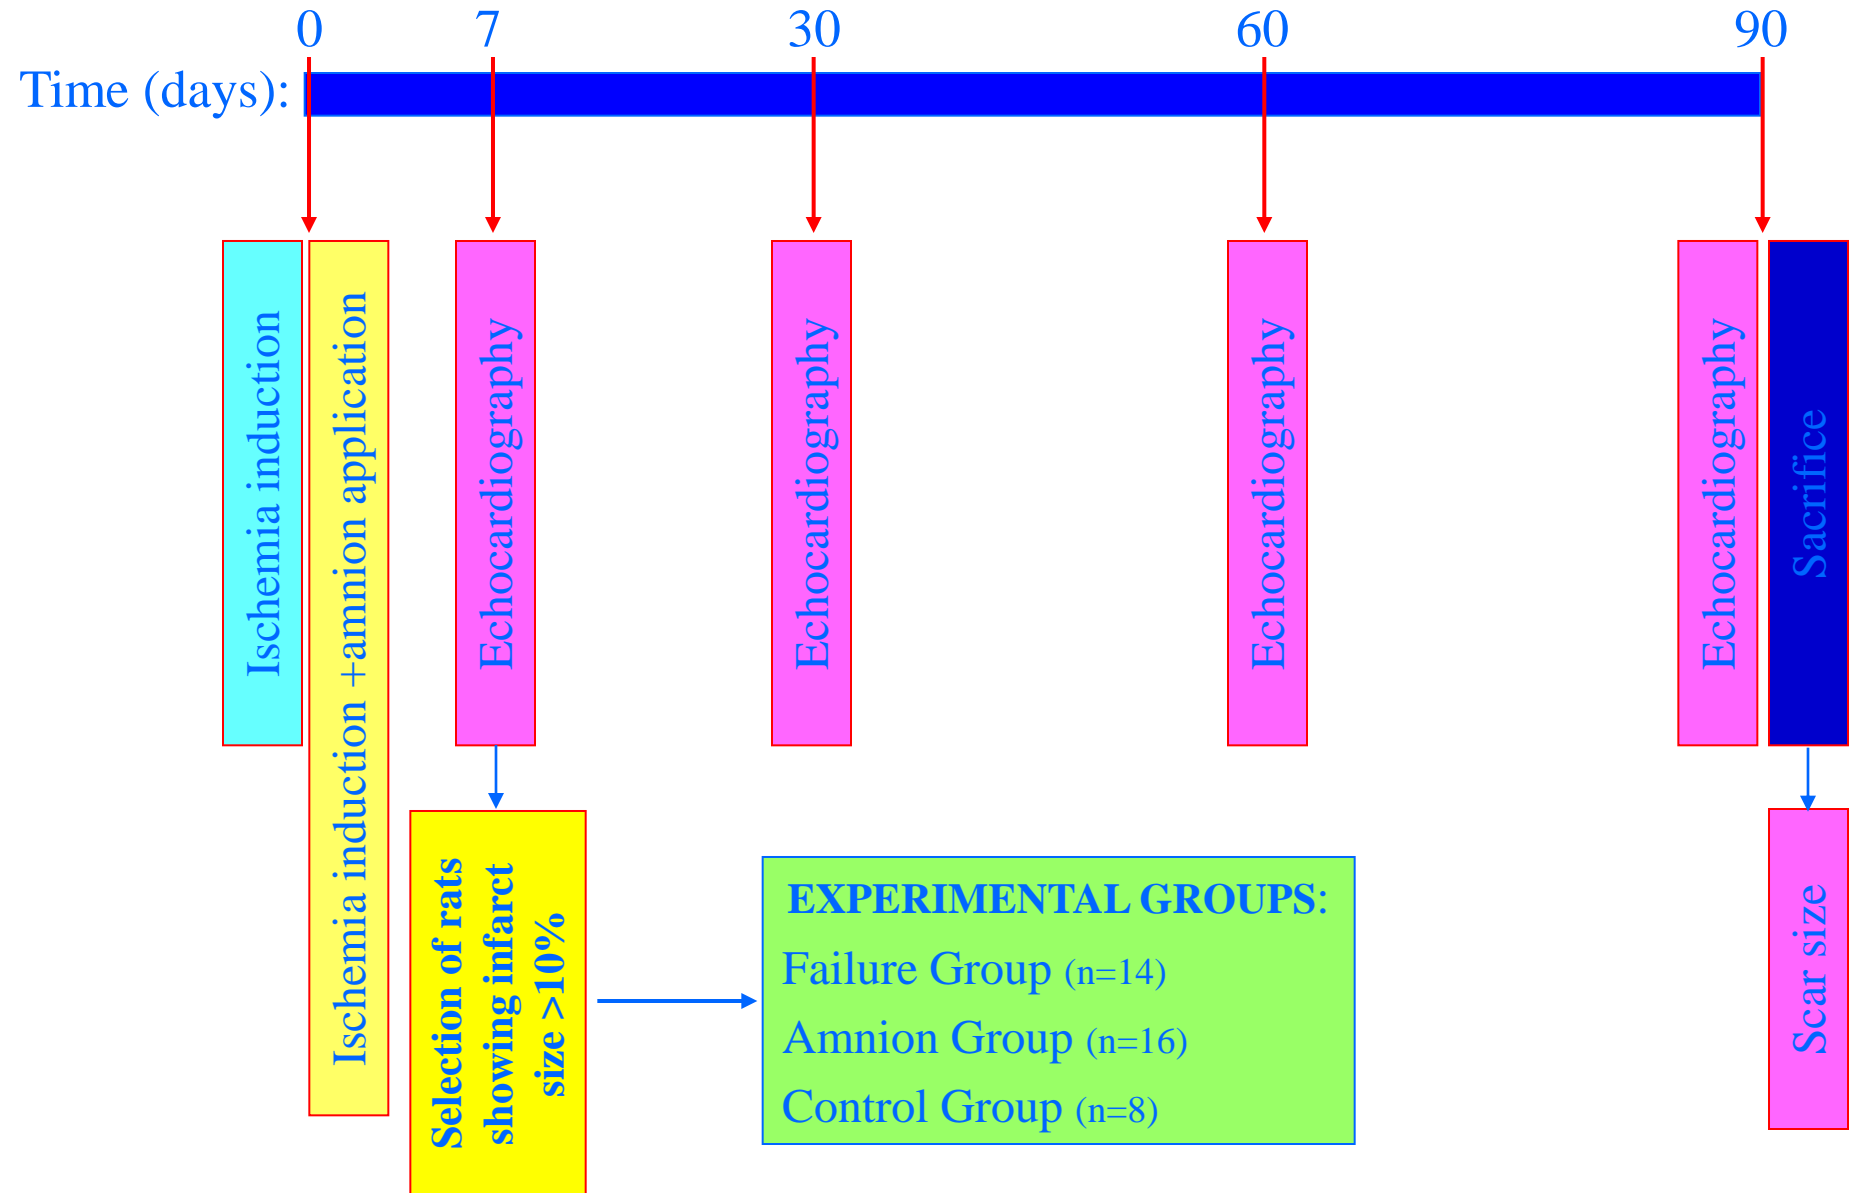 0 7 30 60 90
Time (days):
Ischemia induction
Ischemia induction +amnion application
Echocardiography
Echocardiography
Echocardiography
Echocardiography
Sacrifice
Selection of rats
showing infarct
size >10%
EXPERIMENTAL GROUPS:
Failure Group (n=14)
Amnion Group (n=16)
Control Group (n=8)
Scar size